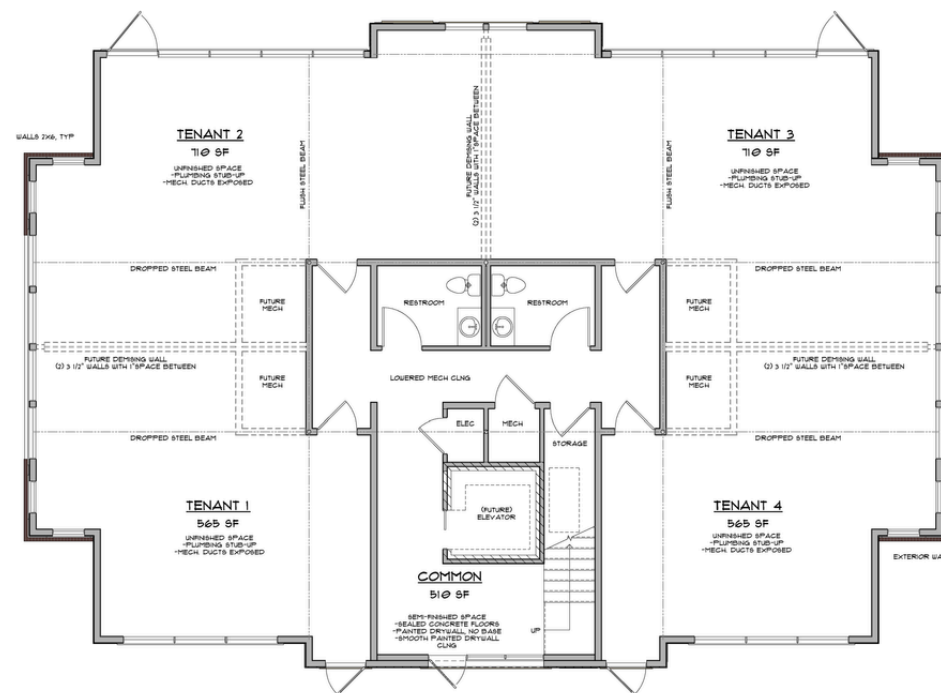 WALLS 2X6, TYP
TENANT 2
710 SF
UNFINISHED SPACE
-PLUMBING STUB-UP
-MECH. DUCTS EXPOSED
FLUSH STEEL BEAM
FUTURE DEMISING WALL
(2) 3 1/2" WALLS WITH 1" SPACE BETWEEN
FLUSH STEEL BEAM
TENANT 3
710 SF
UNFINISHED SPACE
-PLUMBING STUB-UP
-MECH. DUCTS EXPOSED
DROPPED STEEL BEAM
DROPPED STEEL BEAM
FUTURE
MECH
RESTROOM
RESTROOM
FUTURE
MECH
FUTURE DEMISING WALL
(2) 3 1/2" WALLS WITH 1" SPACE BETWEEN
FUTURE
MECH
LOWERED MECH CLNG
FUTURE
MECH
FUTURE DEMISING WALL
(2) 3 1/2" WALLS WITH 1" SPACE BETWEEN
DROPPED STEEL BEAM
ELEC
MECH
STORAGE
DROPPED STEEL BEAM
TENANT 1
565 SF
UNFINISHED SPACE
-PLUMBING STUB-UP
-MECH. DUCTS EXPOSED
(FUTURE)
ELEVATOR
TENANT 4
565 SF
UNFINISHED SPACE
-PLUMBING STUB-UP
-MECH. DUCTS EXPOSED
EXTERIOR WA
COMMON
510 SF
SEMI-FINISHED SPACE
-SEALED CONCRETE FLOORS
-PAINTED DRYWALL, NO BASE
-SMOOTH PAINTED DRYWALL
CLNG
UP